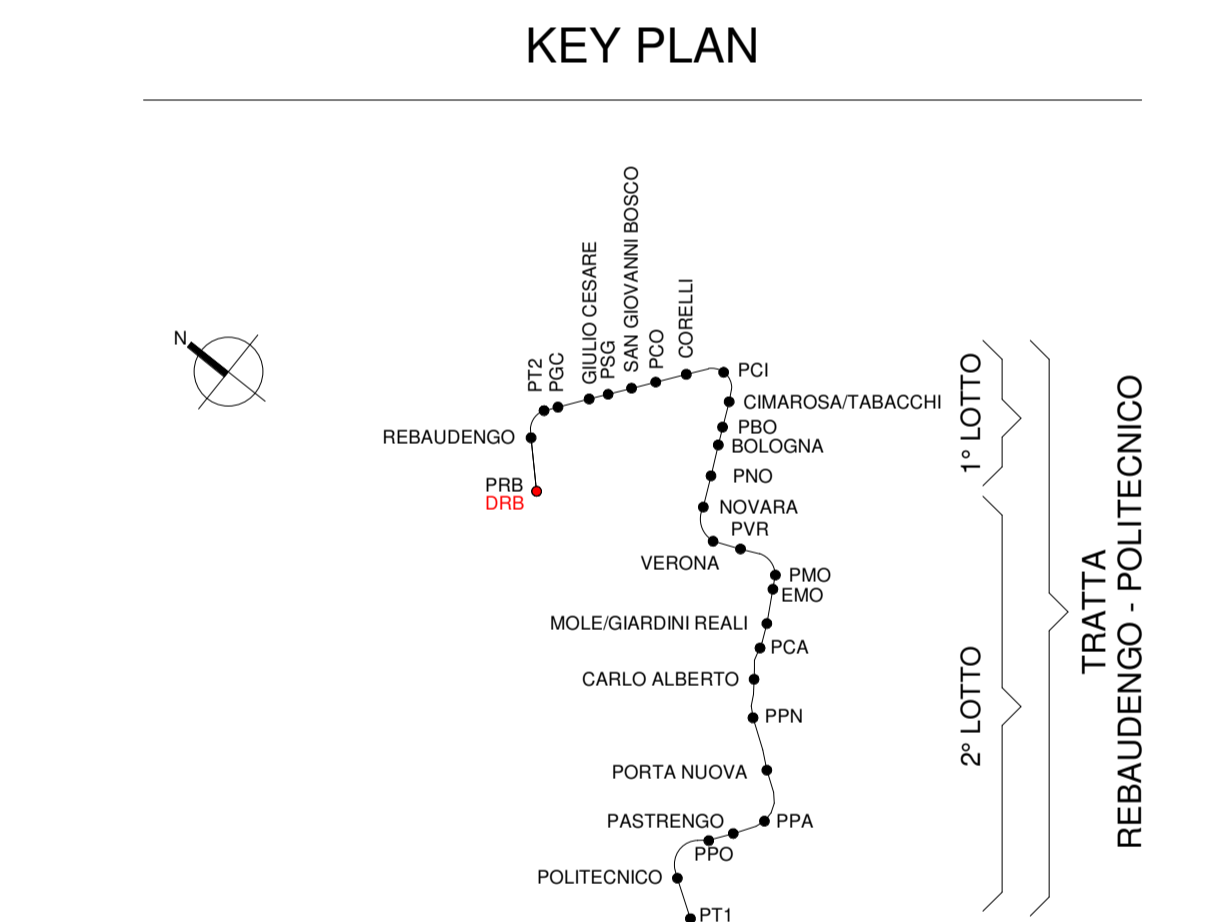 KEY PLAN
N
PT2
PGC
GIULIO CESARE
PSG
SAN GIOVANNI BOSCO
PCO
CORELLI
PCI
CIMAROSA/TABACCHI
PBO
REBAUDENGO
BOLOGNA
PNO
PRB
DRB
NOVARA
PVR
VERONA
PMO
EMO
MOLE/GIARDINI REALI
PCA
CARLO ALBERTO
PPN
PORTA NUOVA
PASTRENGO
PPA
PPO
POLITECNICO
PT1
1° LOTTO
2° LOTTO
TRATTA
REBAUDENGO - POLITECNICO